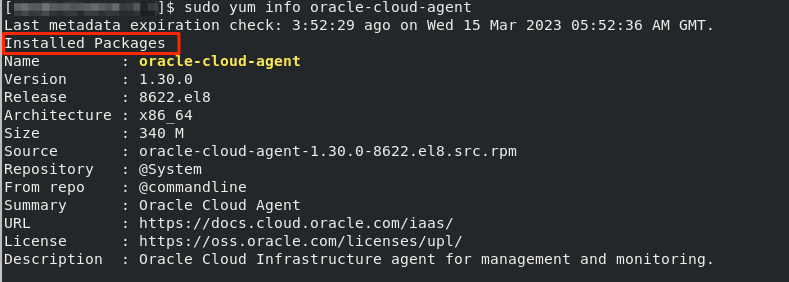 [ ]$ sudo yum info oracle-cloud-agent
Last metadata expiration check: 3:52:29 ago on Wed 15 Mar 2023 05:52:36 AM GMT.
Installed Packages
Name         : oracle-cloud-agent
Version      : 1.30.0
Release      : 8622.el8
Architecture : x86_64
Size         : 340 M
Source       : oracle-cloud-agent-1.30.0-8622.el8.src.rpm
Repository   : @System
From repo    : @commandline
Summary      : Oracle Cloud Agent
URL          : https://docs.cloud.oracle.com/iaas/
License      : https://oss.oracle.com/licenses/upl/
Description  : Oracle Cloud Infrastructure agent for management and monitoring.